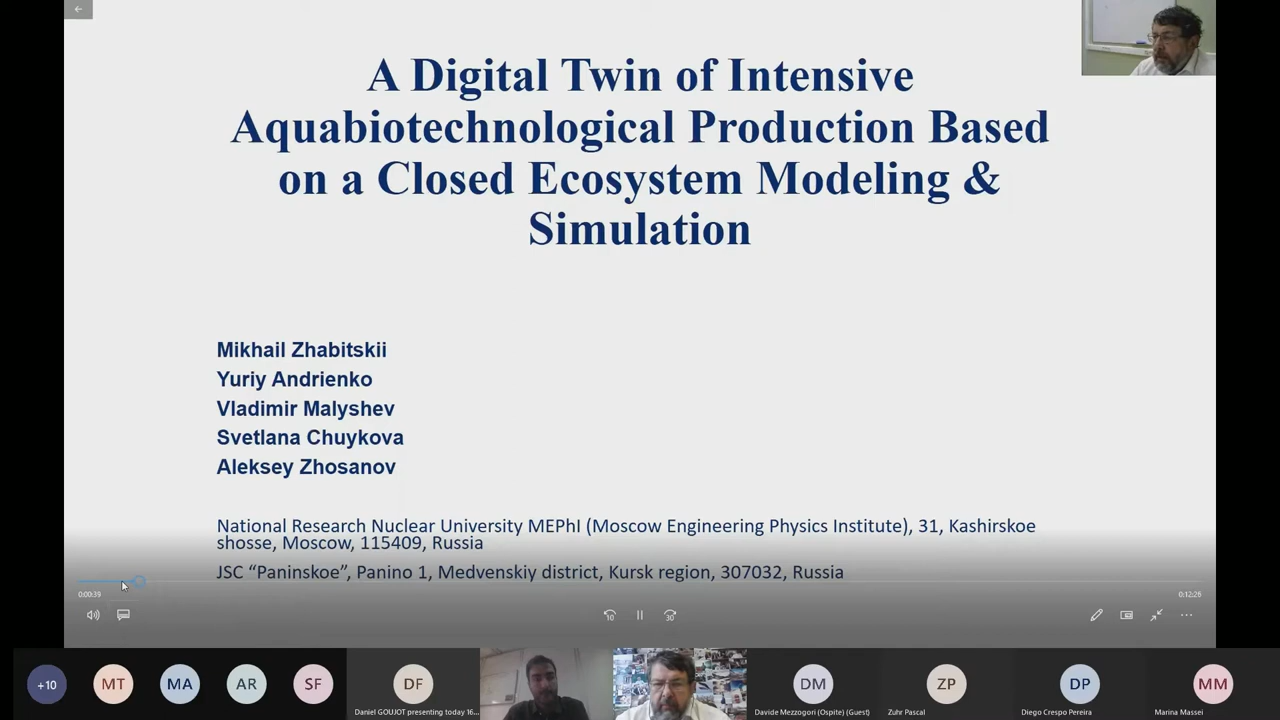 A Digital Twin of Intensive
Aquabiotechnological Production Based
on a Closed Ecosystem Modeling &
Simulation
Mikhail Zhabitskii
Yuriy Andrienko
Vladimir Malyshev
Svetlana Chuykova
Aleksey Zhosanov
National Research Nuclear University MEPhI (Moscow Engineering Physics Institute), 31, Kashirskoe
shosse, Moscow, 115409, Russia
JSC “Paninskoe”, Panino 1, Medvenskiy district, Kursk region, 307032, Russia
0:00:39
0:12:26
10
30
+10
MT
MA
AR
SF
DF
DM
ZP
DP
MM
Daniel GOUJOT presenting today 16...
Davide Mezzogori (Ospite) (Guest)
Zuhr Pascal
Diego Crespo Pereira
Marina Massei